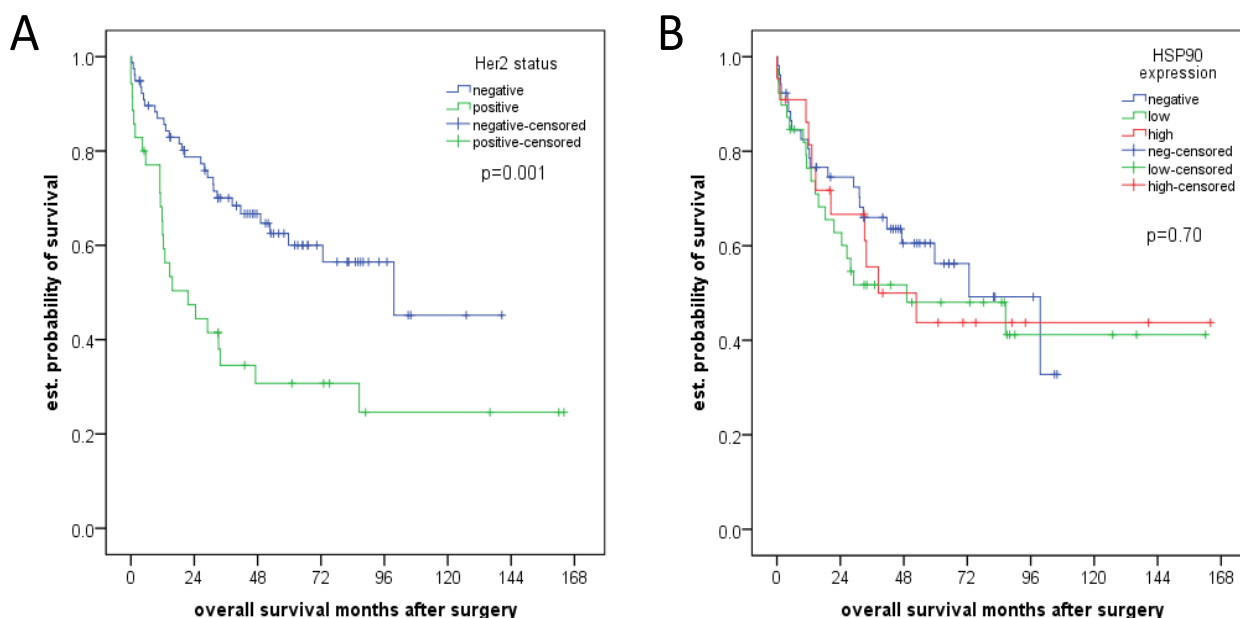 A
est. probability of survival
1.0
0.8
0.6
0.4
0.2
0.0
Her2 status
negative
positive
negative-censored
positive-censored
p=0.001
0 24 48 72 96 120 144 168
overall survival months after surgery
B
est. probability of survival
1.0
0.8
0.6
0.4
0.2
0.0
HSP90
expression
negative
low
high
neg-censored
low-censored
high-censored
p=0.70
0 24 48 72 96 120 144 168
overall survival months after surgery